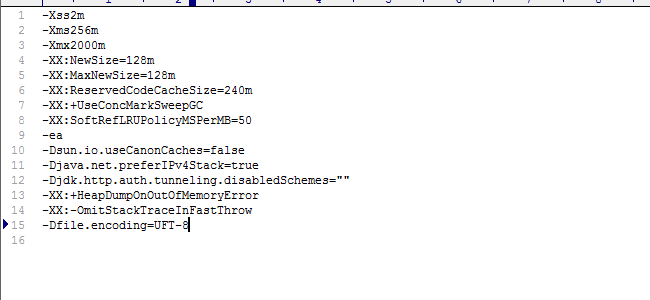 1 -Xss2m
2 -Xms256m
3 -Xmx2000m
4 -XX:NewSize=128m
5 -XX:MaxNewSize=128m
6 -XX:ReservedCodeCacheSize=240m
7 -XX:+UseConcMarkSweepGC
8 -XX:SoftRefLRUPolicyMSPerMB=50
9 -ea
10 -Dsun.io.useCanonCaches=false
11 -Djava.net.preferIPv4Stack=true
12 -Djdk.http.auth.tunneling.disabledSchemes=""
13 -XX:+HeapDumpOnOutOfMemoryError
14 -XX:-OmitStackTraceInFastThrow
15 -Dfile.encoding=UFT-8
16